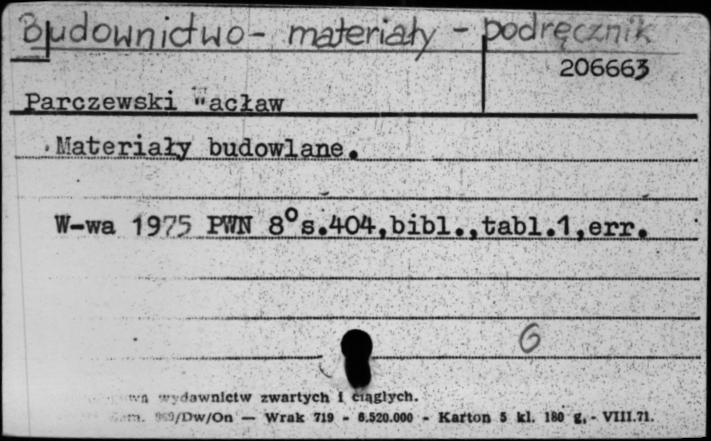 Budownictwo - materiały - podręcznik
206663
Parczewski Wacław
Materiały budowlane.
W-wa 1975 PWN 8° s.404,bibl.,tabl.1,err.
6
wydawnictw zwartych i ciągłych.
/Dw/On — Wrak 719 - 6.520.000 - Karton 5 kl. 180 g. - VIII.71.